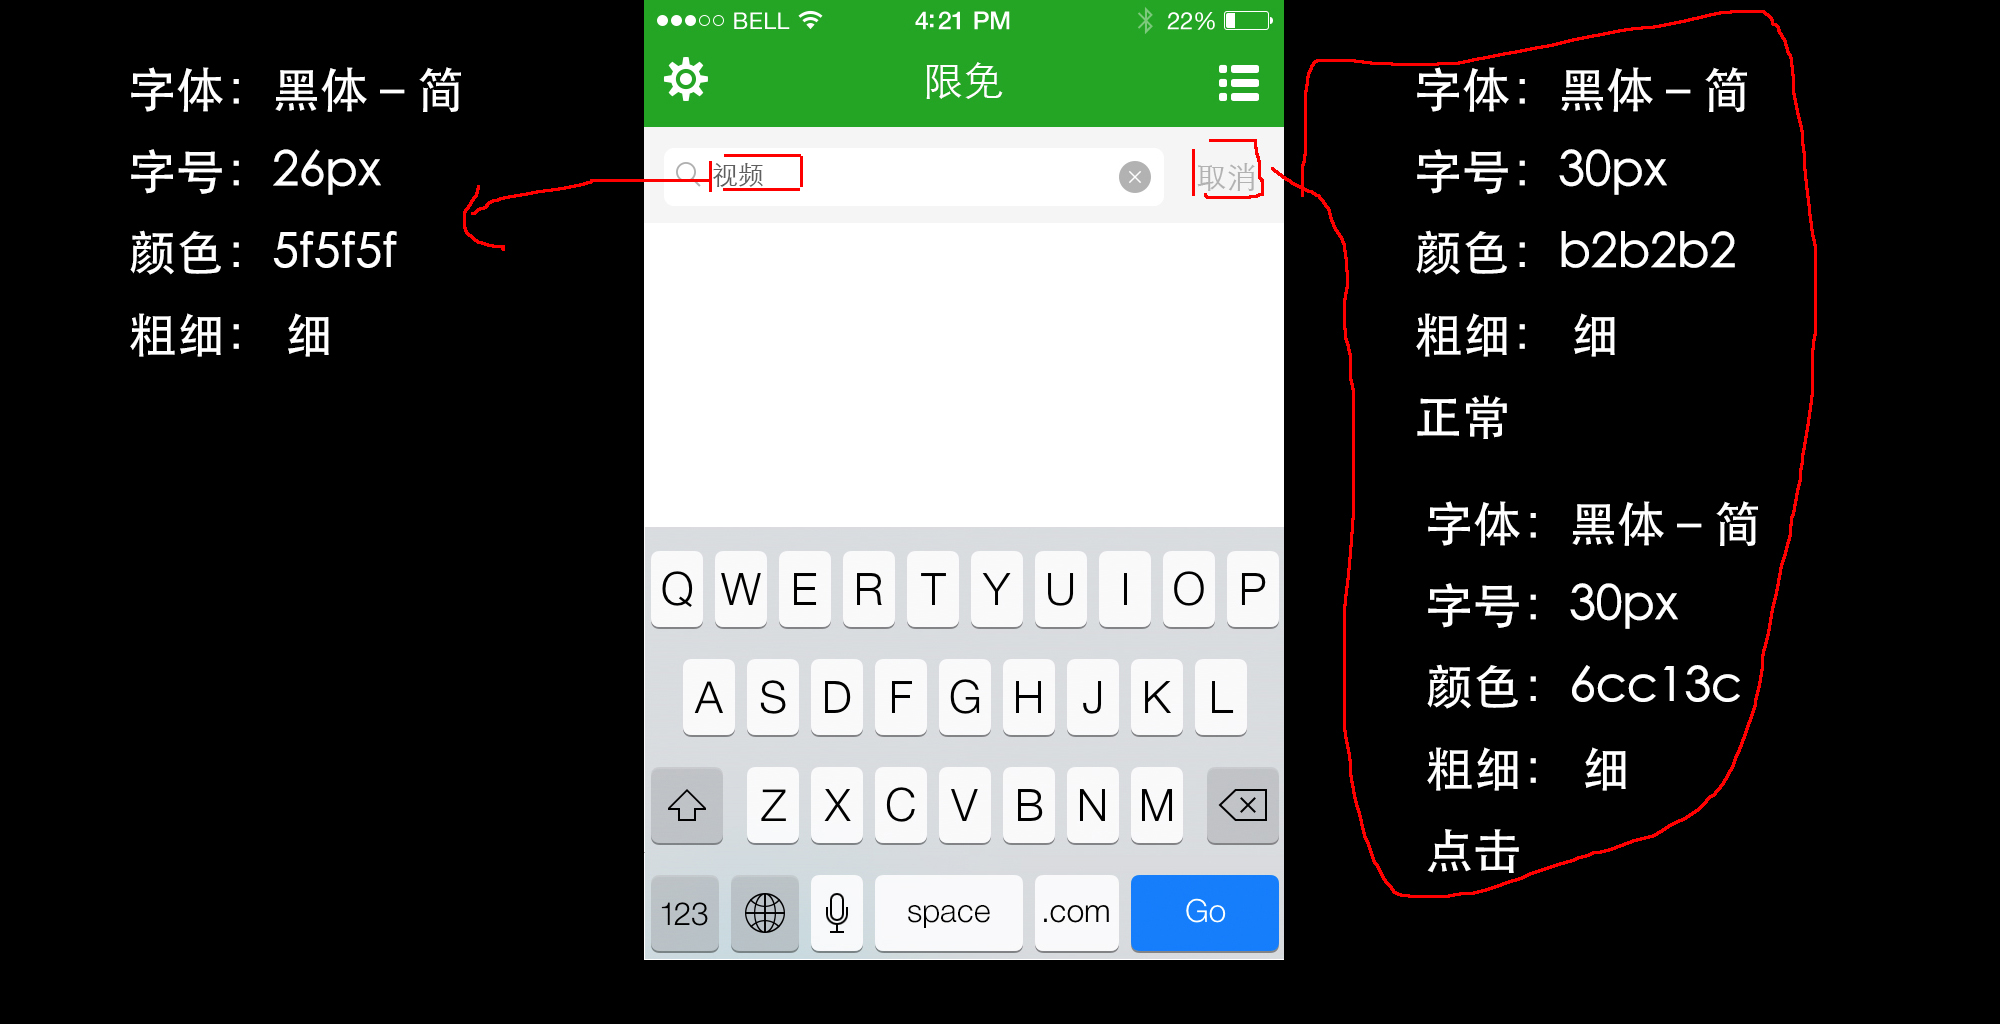 字体：黑体 – 简
字号：26px
颜色：5f5f5f
粗细： 细
BELL 4:21 PM 22%
限免
视频 取消
Q W E R T Y U I O P
A S D F G H J K L
Z X C V B N M
123 space .com Go
字体：黑体 – 简
字号：30px
颜色：b2b2b2
粗细： 细
正常
字体：黑体 – 简
字号：30px
颜色：6cc13c
粗细： 细
点击